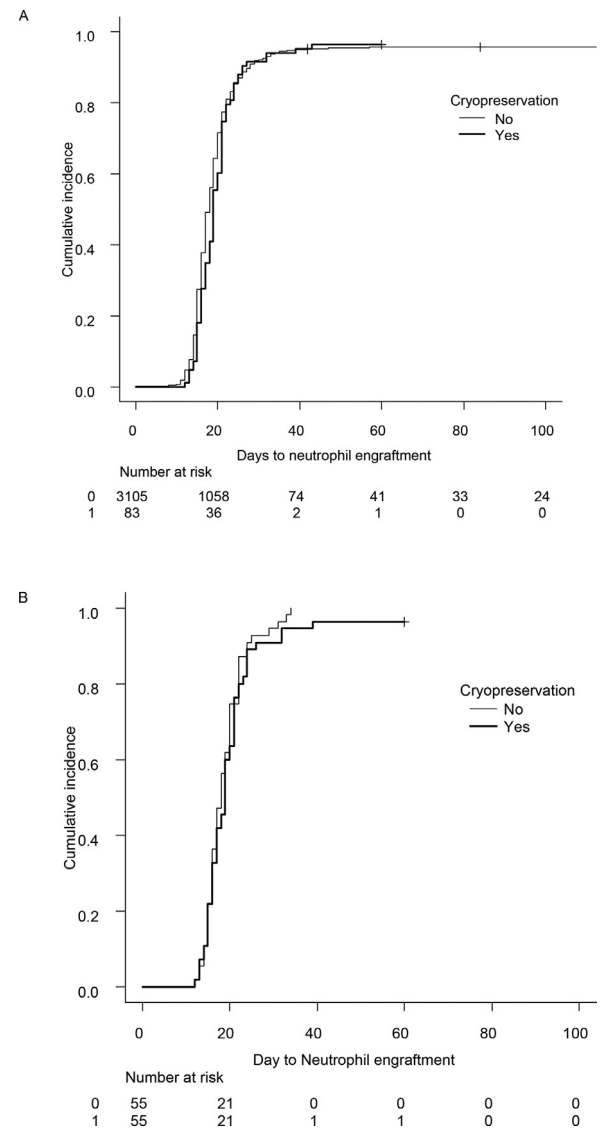 A
1.0
0.8
0.6
0.4
0.2
0.0
Cumulative incidence
Cryopreservation
No
Yes
0 20 40 60 80 100
Days to neutrophil engraftment
Number at risk
0 3105 1058 74 41 33 24
1 83 36 2 1 0 0
B
1.0
0.8
0.6
0.4
0.2
0.0
Cumulative incidence
Cryopreservation
No
Yes
0 20 40 60 80 100
Day to Neutrophil engraftment
Number at risk
0 55 21 0 0 0 0
1 55 21 1 1 0 0